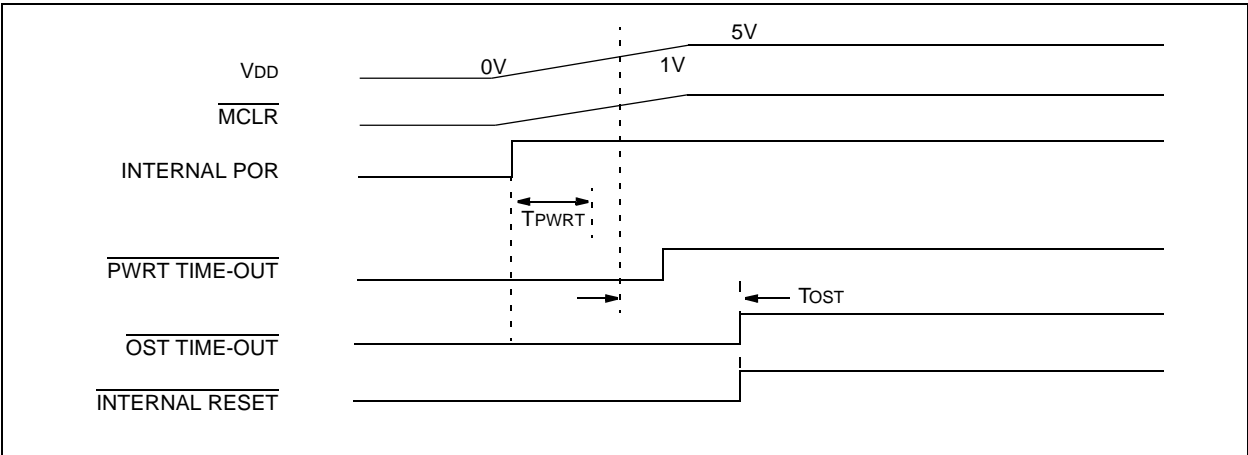 5V
VDD 0V 1V
MCLR
INTERNAL POR
TPWRT
PWRT TIME-OUT
TOST
OST TIME-OUT
INTERNAL RESET